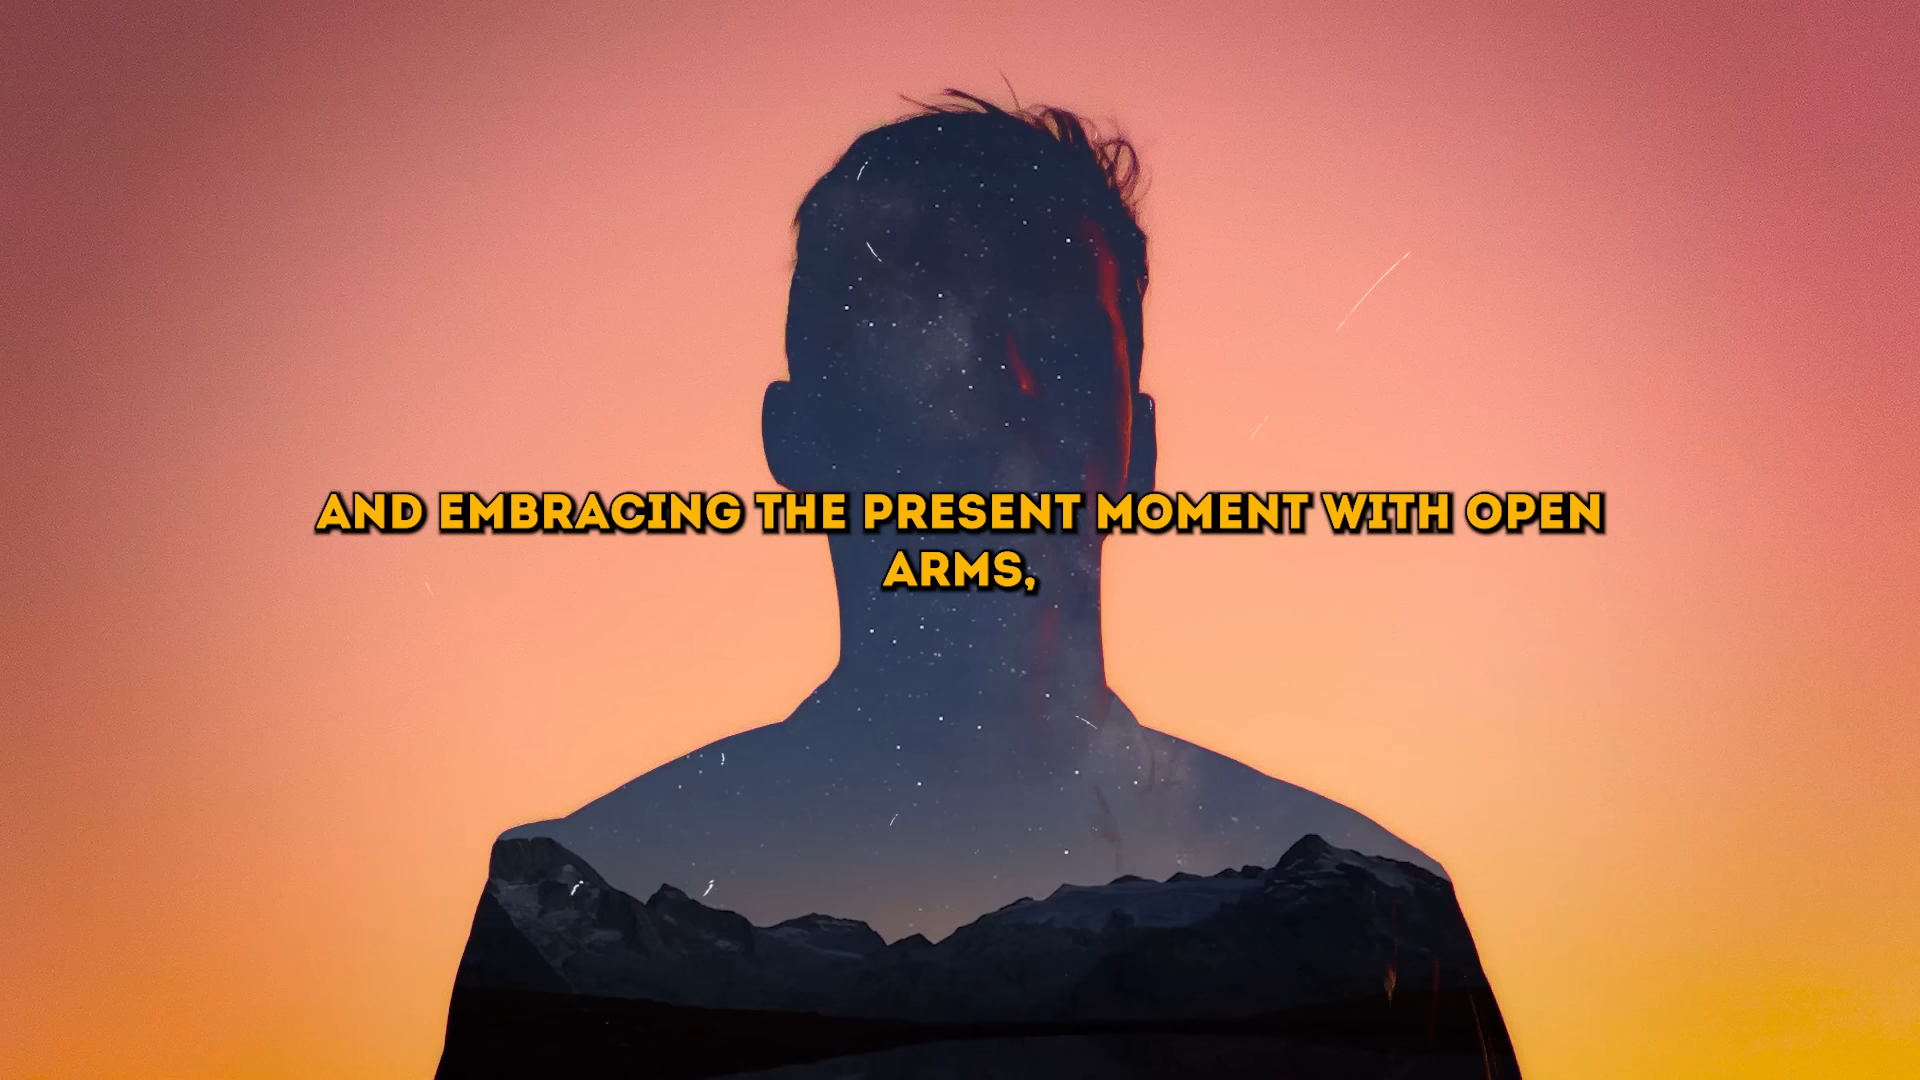 AND EMBRACING THE PRESENT MOMENT WITH OPEN
ARMS,